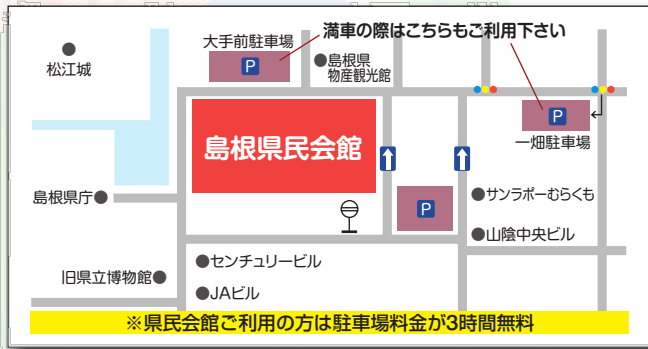 満車の際はこちらもご利用下さい
大手前駐車場
P
松江城
島根県
物産観光館
島根県民会館
P
一畑駐車場
島根県庁
P
サンラポーむらくも
山陰中央ビル
センチュリービル
旧県立博物館
JAビル
※県民会館ご利用の方は駐車場料金が3時間無料